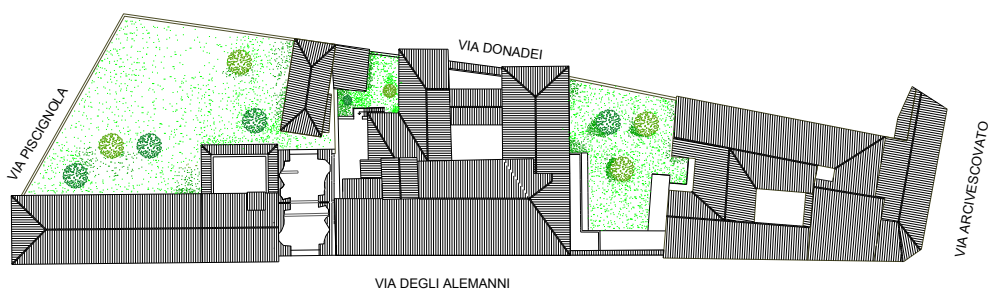 VIA DONADEI
VIA PISCIGNOLA
VIA ARCIVESCOVATO
VIA DEGLI ALEMANNI